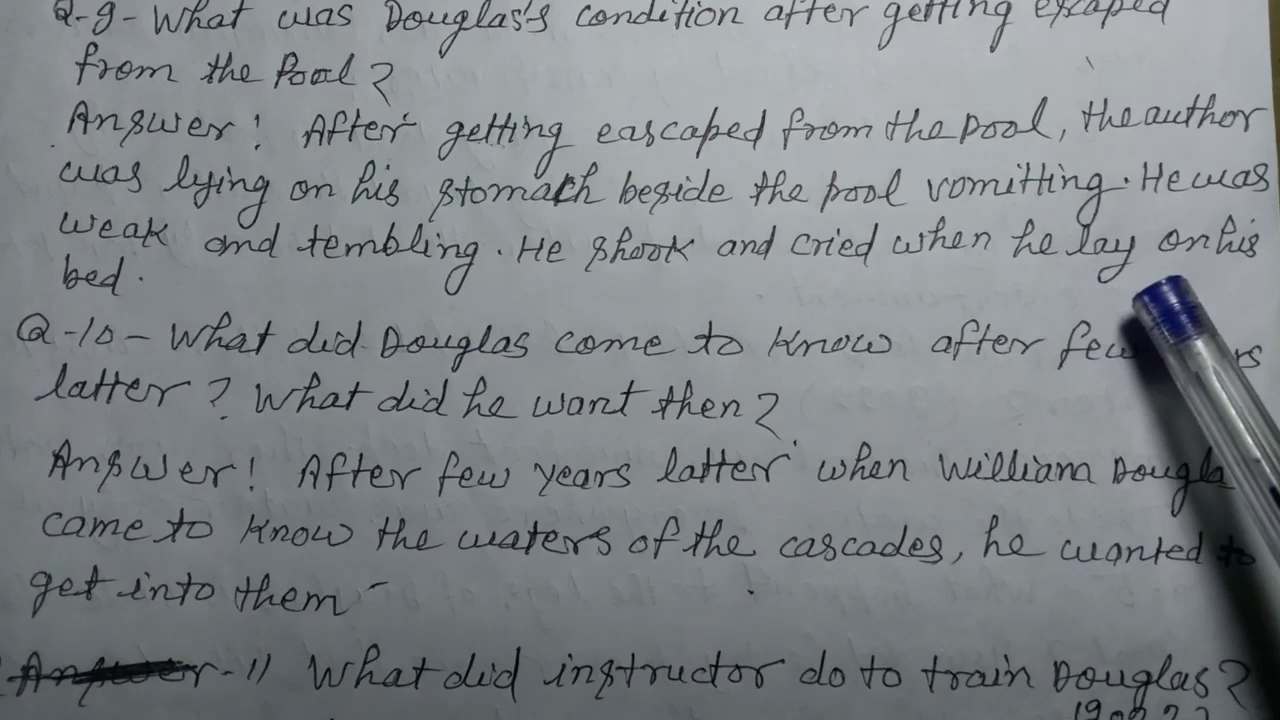 Q-9- What was Douglas's condition after getting escaped
from the Pool?
Answer! After getting eascaped from the pool, the author
was lying on his stomach beside the pool vomitting. He was
weak and tembling. He shook and cried when he lay on his
bed.
Q-10- What did Douglas come to know after few
latter? What did he want then?
Answer! After few years latter when William Dougla
came to know the waters of the cascades, he wanted to
get into them
-11 What did instructor do to train Douglas?